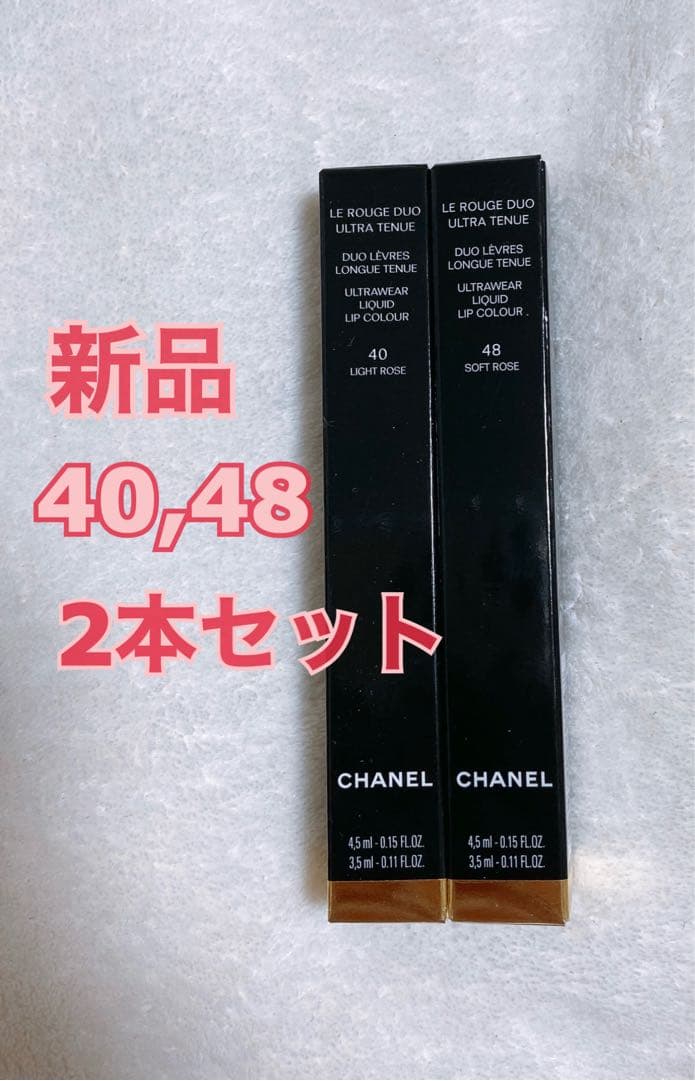 LE ROUGE DUO
ULTRA TENUE
DUO LÈVRES
LONGUE TENUE
ULTRAWEAR
LIQUID
LIP COLOUR
40
LIGHT ROSE
CHANEL
4,5 ml - 0.15 FL.OZ.
3,5 ml - 0.11 FL.OZ.
LE ROUGE DUO
ULTRA TENUE
DUO LÈVRES
LONGUE TENUE
ULTRAWEAR
LIQUID
LIP COLOUR.
48
SOFT ROSE
CHANEL
4,5 ml - 0.15 FL.OZ.
3,5 ml - 0.11 FL.OZ.
新品
40,48
2本セット